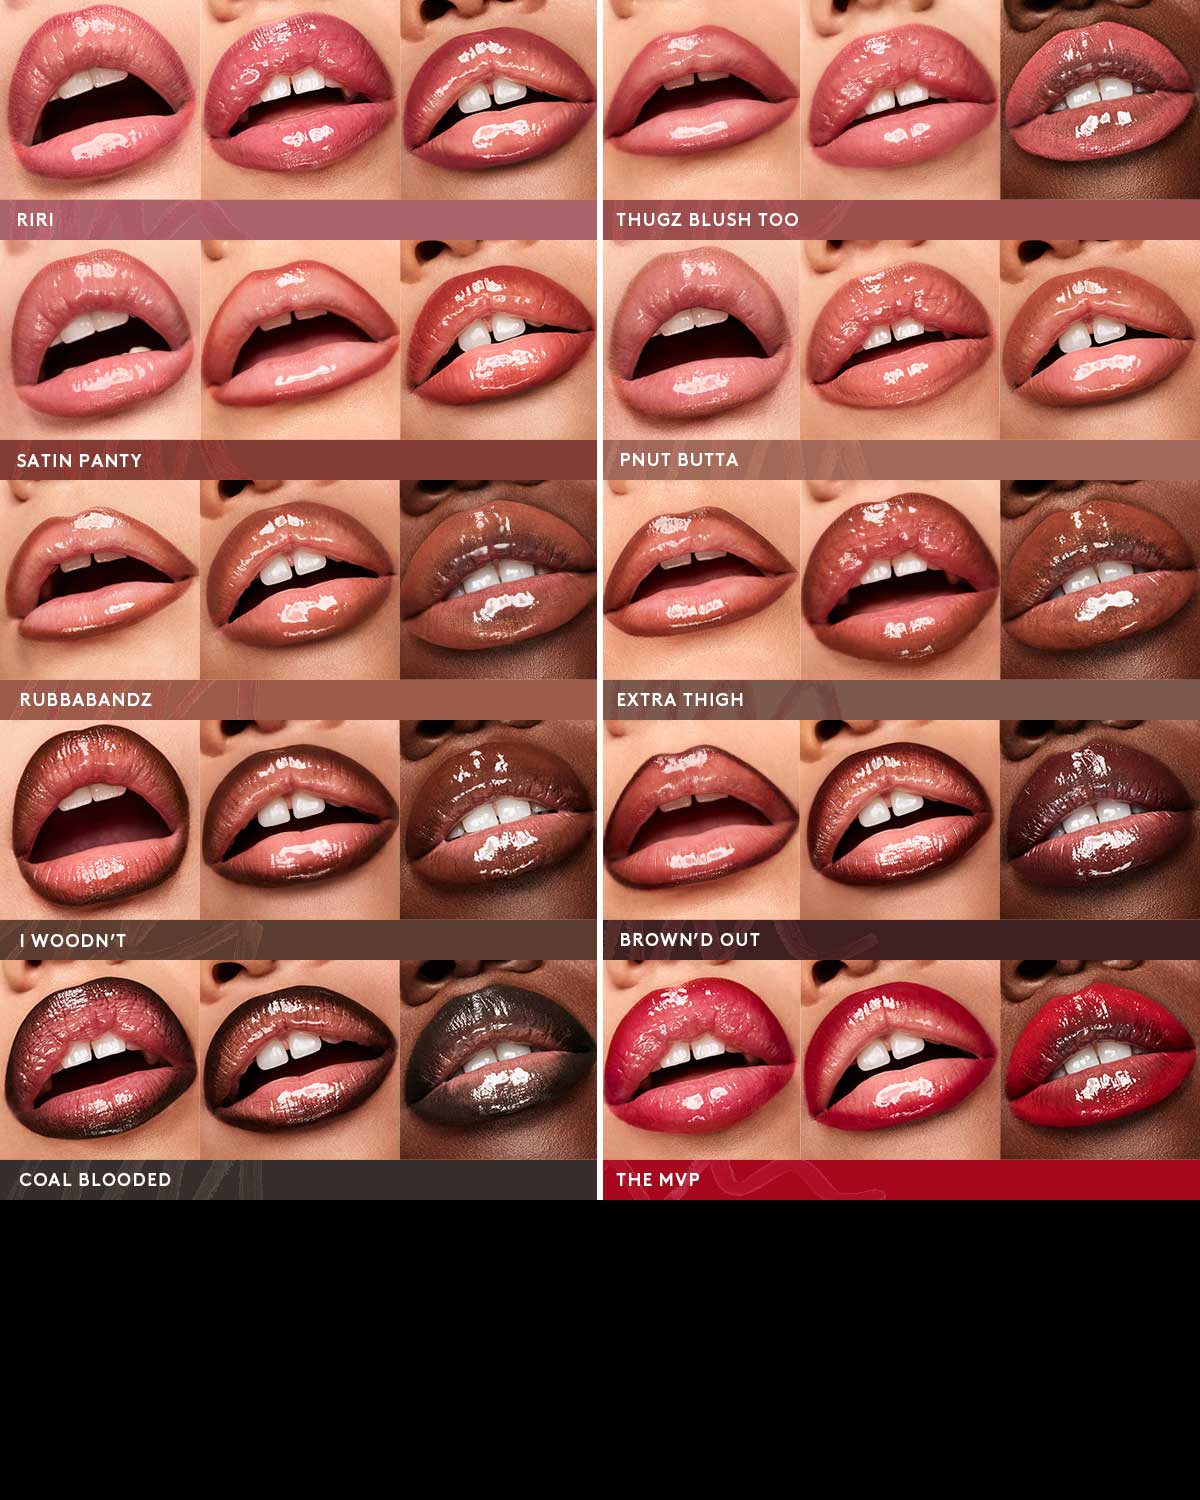 RIRI
THUGZ BLUSH TOO
SATIN PANTY
PNUT BUTTA
RUBBABANDZ
EXTRA THIGH
I WOODN'T
BROWN'D OUT
COAL BLOODED
THE MVP